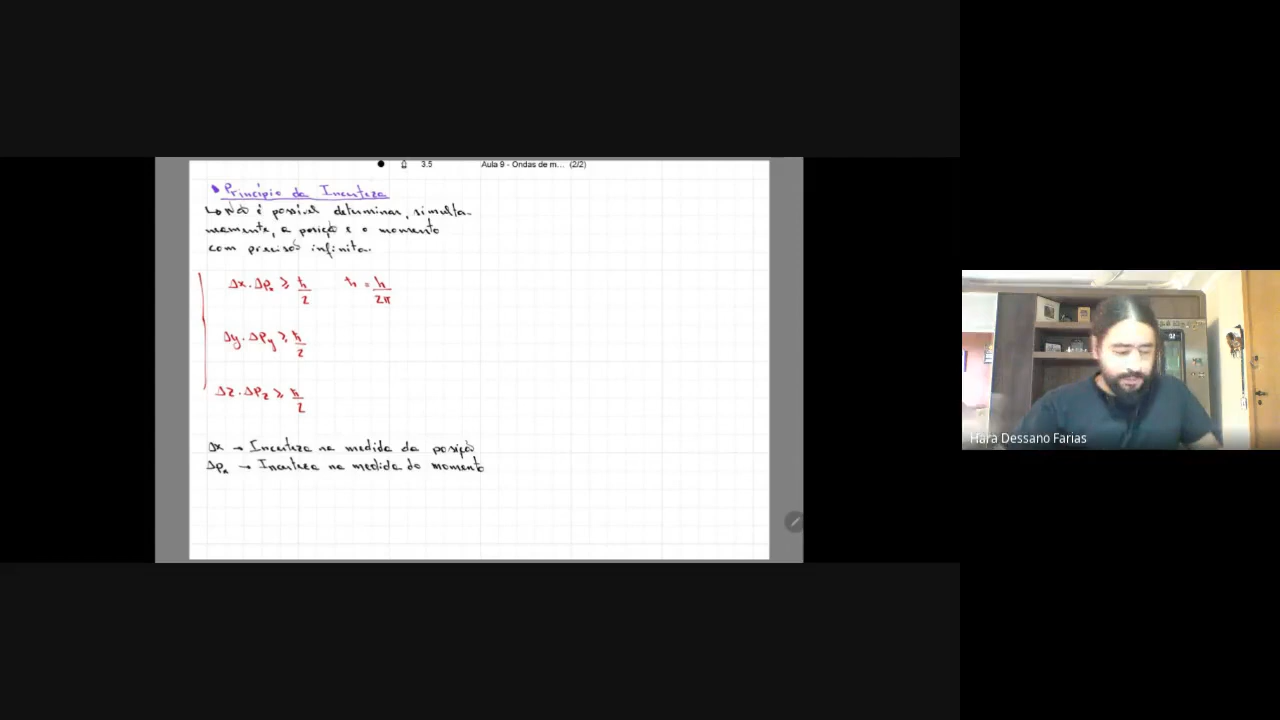 3.5 Aula 9 - Ondas de m... (2/2)
Princípio da Incerteza
↳ Não é possível determinar, simulta-
neamente, a posição e o momento
com precisão infinita.
Δx · Δpₓ ≥ ħ/2 ħ = h/2π
Δy · Δp_y ≥ ħ/2
Δz · Δp_z ≥ ħ/2
Δx → Incerteza na medida da posição
Δpₓ → Incerteza na medida do momento
Hara Dessano Farias